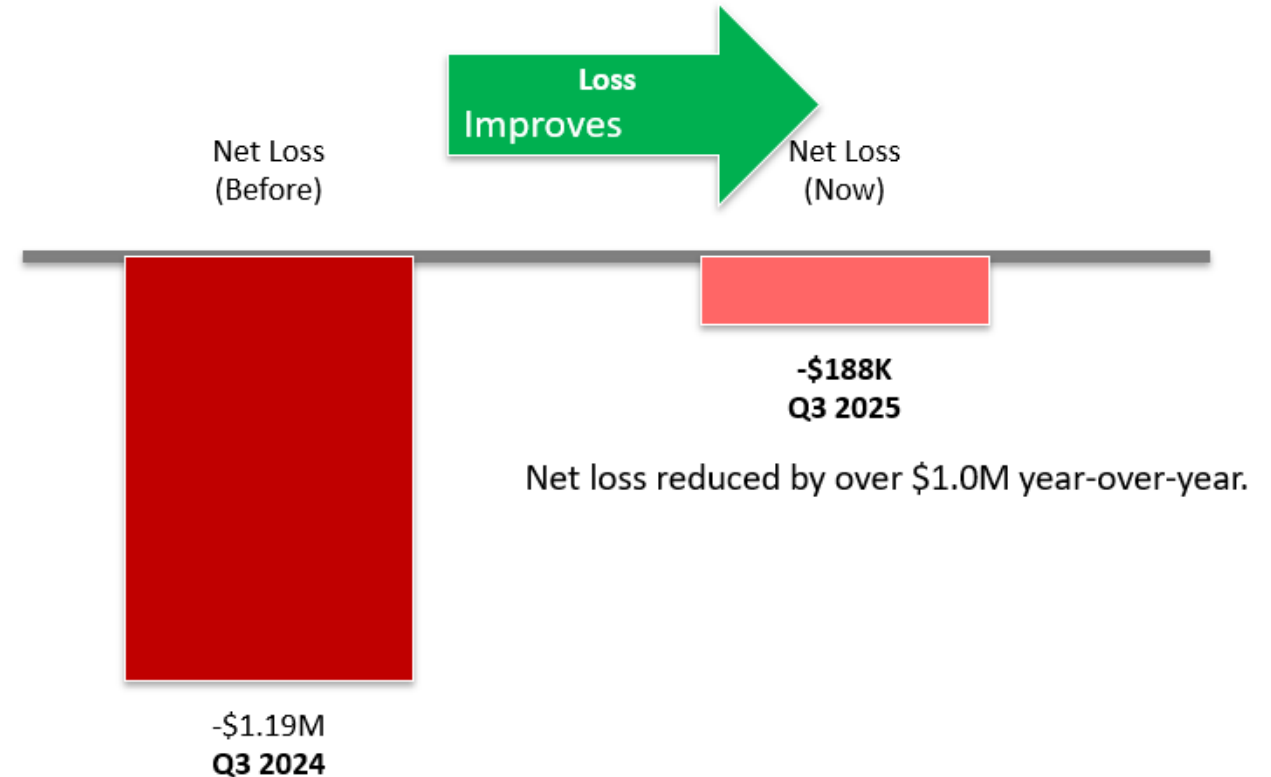 Loss
Improves
Net Loss
(Before)
Net Loss
(Now)
-$188K
Q3 2025
Net loss reduced by over $1.0M year-over-year.
-$1.19M
Q3 2024